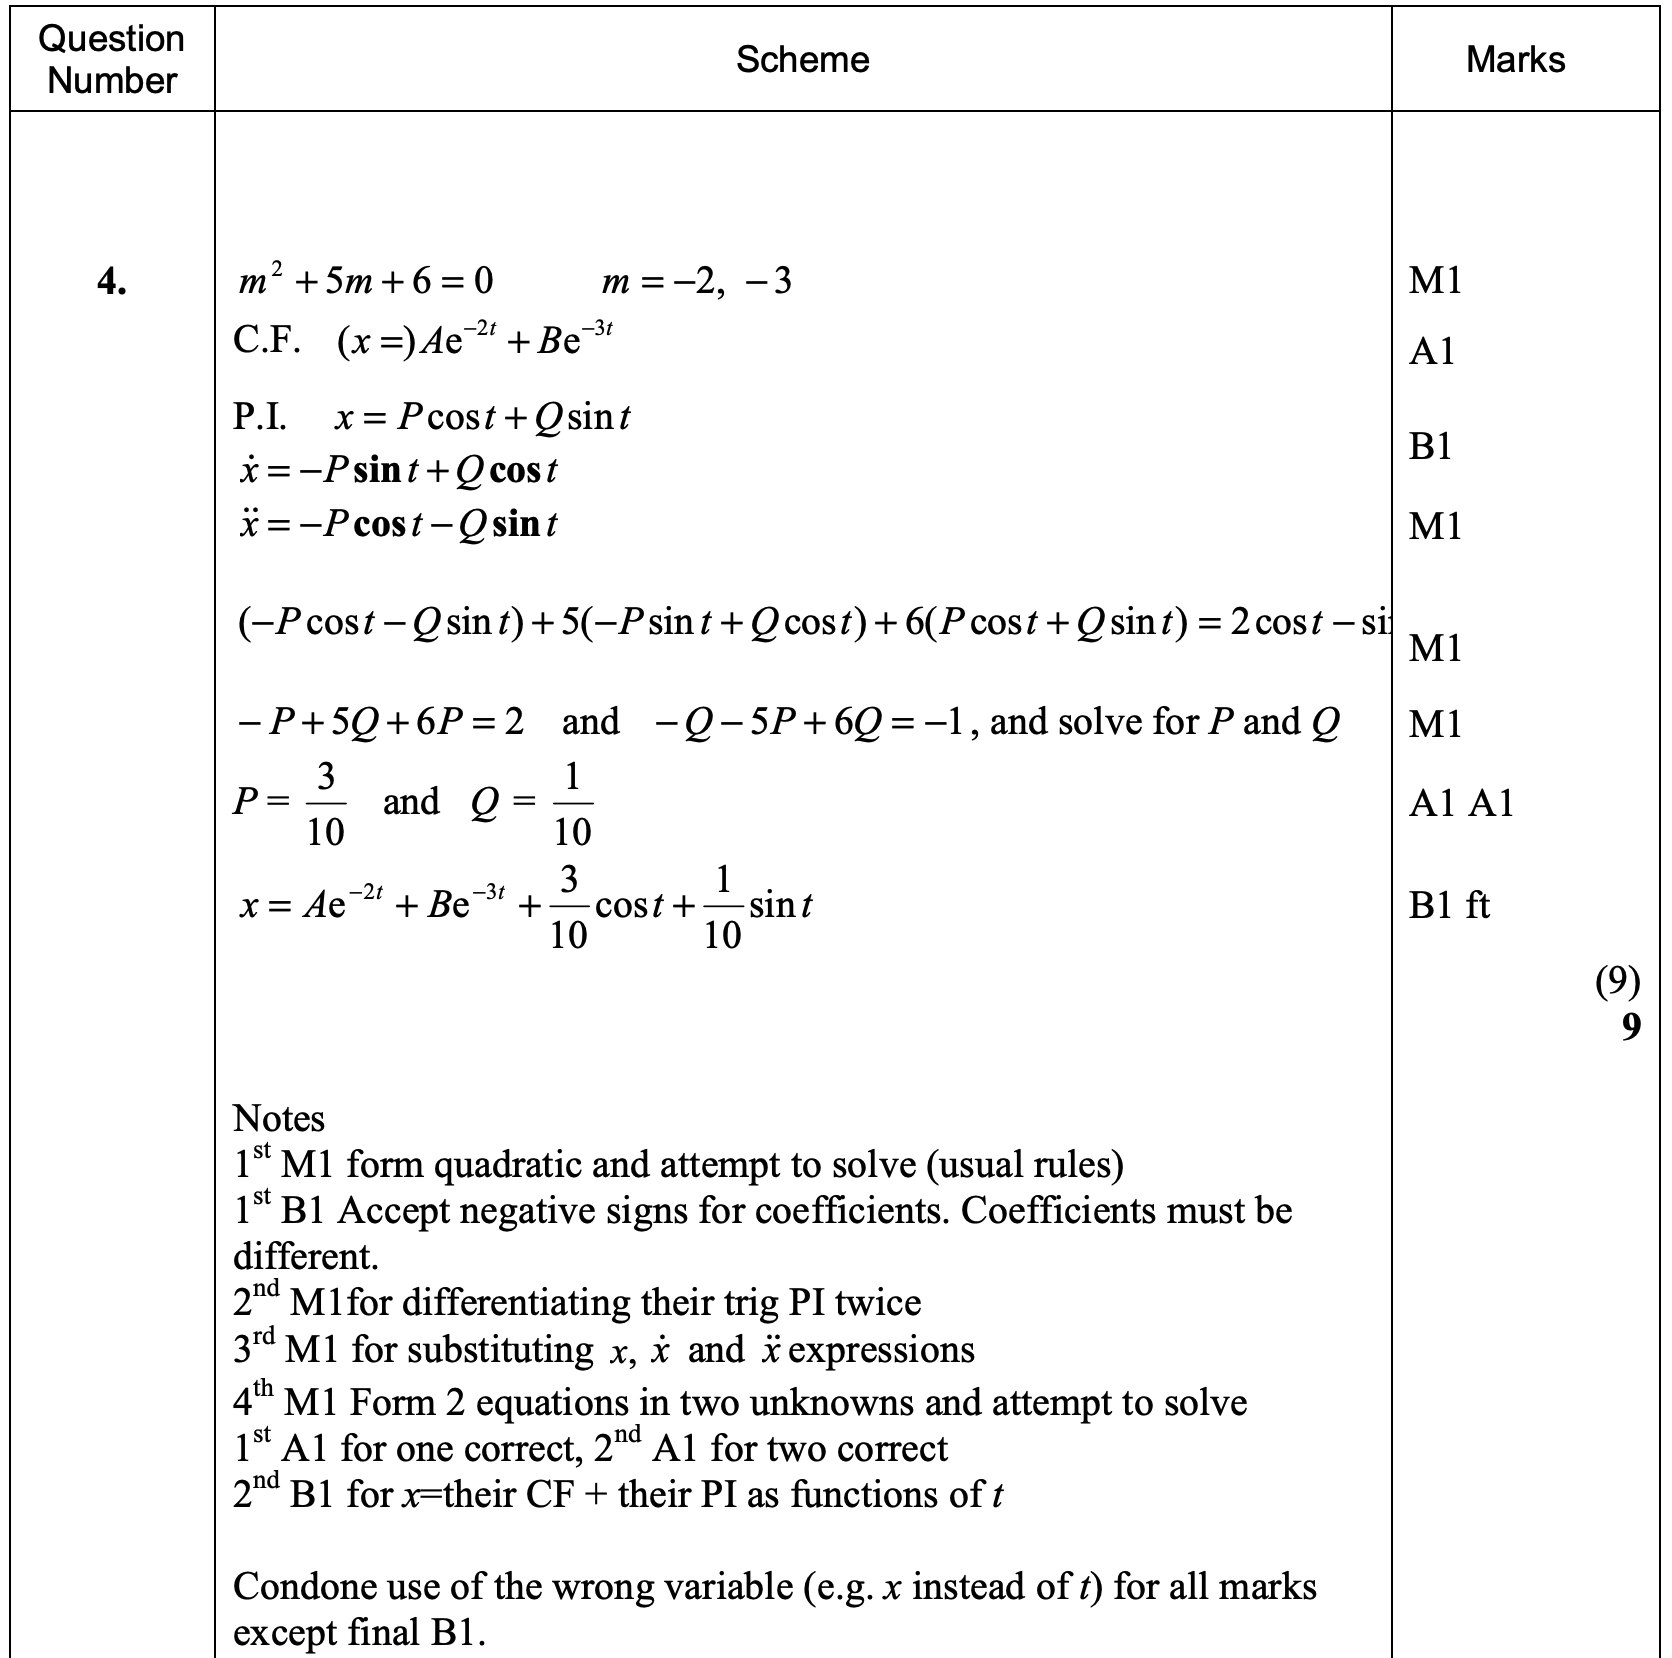 Question Number
Scheme
Marks
4.
m² + 5m + 6 = 0 m = −2, −3
M1
C.F. (x =) Ae⁻²ᵗ + Be⁻³ᵗ
A1
P.I. x = P cos t + Q sin t
B1
ẋ = −P sin t + Q cos t
ẍ = −P cos t − Q sin t
M1
(−P cos t − Q sin t) + 5(−P sin t + Q cos t) + 6(P cos t + Q sin t) = 2 cos t −
M1
− P + 5Q + 6P = 2 and − Q − 5P + 6Q = −1, and solve for P and Q
M1
P = 3/10 and Q = 1/10
A1 A1
x = Ae⁻²ᵗ + Be⁻³ᵗ + 3/10 cos t + 1/10 sin t
B1 ft
(9)
9
Notes
1st M1 form quadratic and attempt to solve (usual rules)
1st B1 Accept negative signs for coefficients. Coefficients must be
different.
2nd M1for differentiating their trig PI twice
3rd M1 for substituting x, ẋ and ẍ expressions
4th M1 Form 2 equations in two unknowns and attempt to solve
1st A1 for one correct, 2nd A1 for two correct
2nd B1 for x=their CF + their PI as functions of t
Condone use of the wrong variable (e.g. x instead of t) for all marks
except final B1.